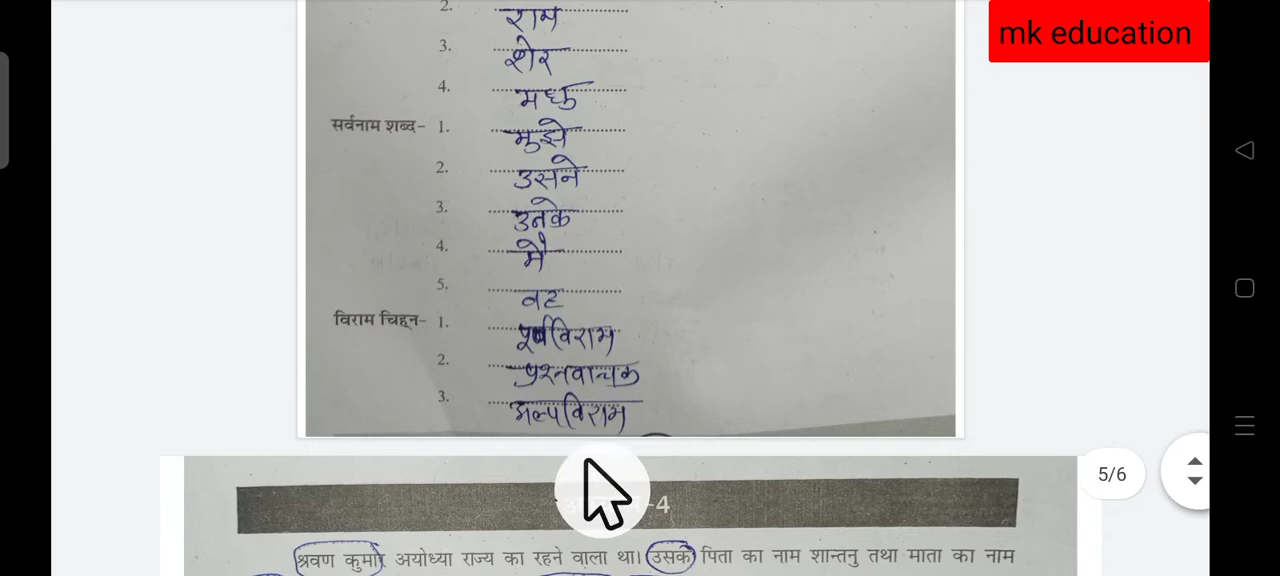 2. राम
mk education
3. शेर
4. मधु
सर्वनाम शब्द- 1. मुझे
2. उसने
3. उनके
4. मैं
5. वह
विराम चिह्न- 1. पूर्णविराम
2. प्रश्नवाचक
3. अल्पविराम
5/6
-4
श्रवण कुमार अयोध्या राज्य का रहने वाला था। उसके पिता का नाम शान्तनु तथा माता का नाम